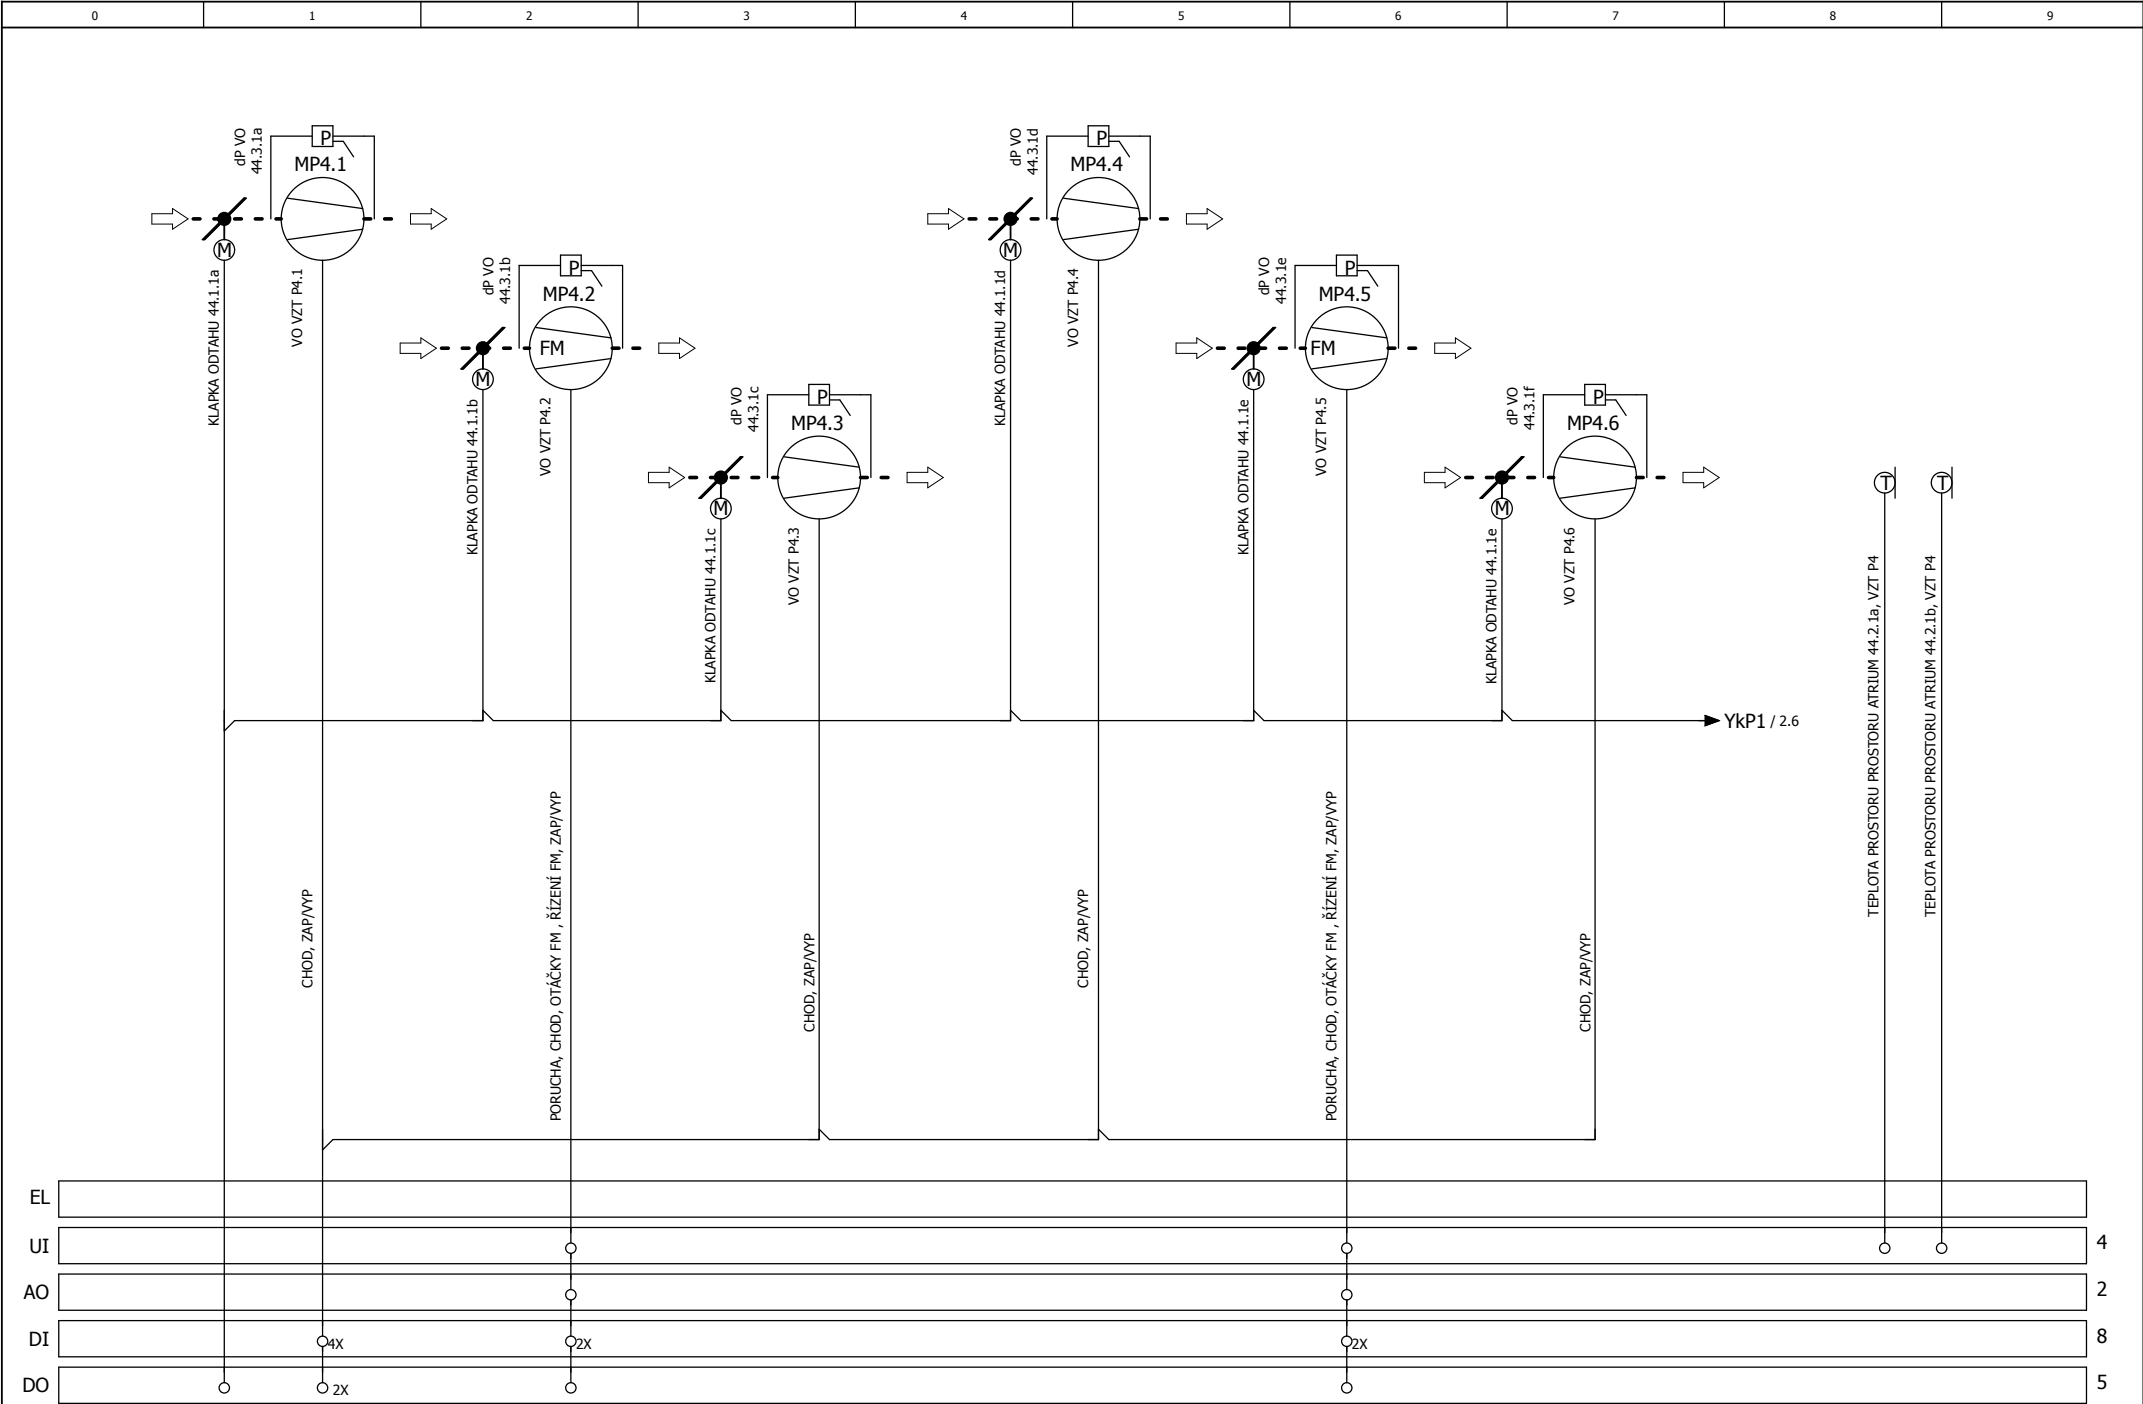 0 1 2 3 4 5 6 7 8 9
dP VO
44.3.1a
P
MP4.1
M
KLAPKA ODTAHU 44.1.1a
VO VZT P4.1
dP VO
44.3.1b
P
MP4.2
FM
M
KLAPKA ODTAHU 44.1.1b
VO VZT P4.2
dP VO
44.3.1c
P
MP4.3
M
KLAPKA ODTAHU 44.1.1c
VO VZT P4.3
dP VO
44.3.1d
P
MP4.4
M
KLAPKA ODTAHU 44.1.1d
VO VZT P4.4
dP VO
44.3.1e
P
MP4.5
FM
M
KLAPKA ODTAHU 44.1.1e
VO VZT P4.5
dP VO
44.3.1f
P
MP4.6
M
KLAPKA ODTAHU 44.1.1e
VO VZT P4.6
T
TEPLOTA PROSTORU PROSTORU ATRIUM 44.2.1a, VZT P4
T
TEPLOTA PROSTORU PROSTORU ATRIUM 44.2.1b, VZT P4
YkP1 / 2.6
CHOD, ZAP/VYP
PORUCHA, CHOD, OTÁČKY FM , ŘÍZENÍ FM, ZAP/VYP
CHOD, ZAP/VYP
CHOD, ZAP/VYP
PORUCHA, CHOD, OTÁČKY FM , ŘÍZENÍ FM, ZAP/VYP
CHOD, ZAP/VYP
EL
UI 4
AO 2
DI 4X 2X 2X 8
DO 2X 5